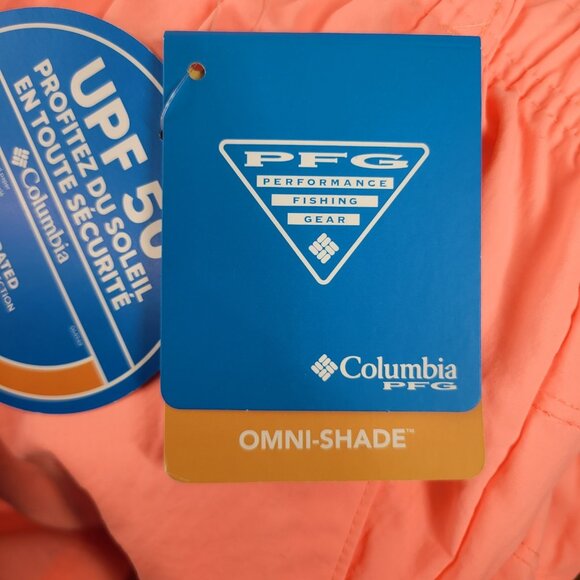 UPF 50
PROFITEZ DU SOLEIL
EN TOUTE SÉCURITÉ
Columbia
PFG
PERFORMANCE
FISHING
GEAR
Columbia
PFG
OMNI-SHADE™